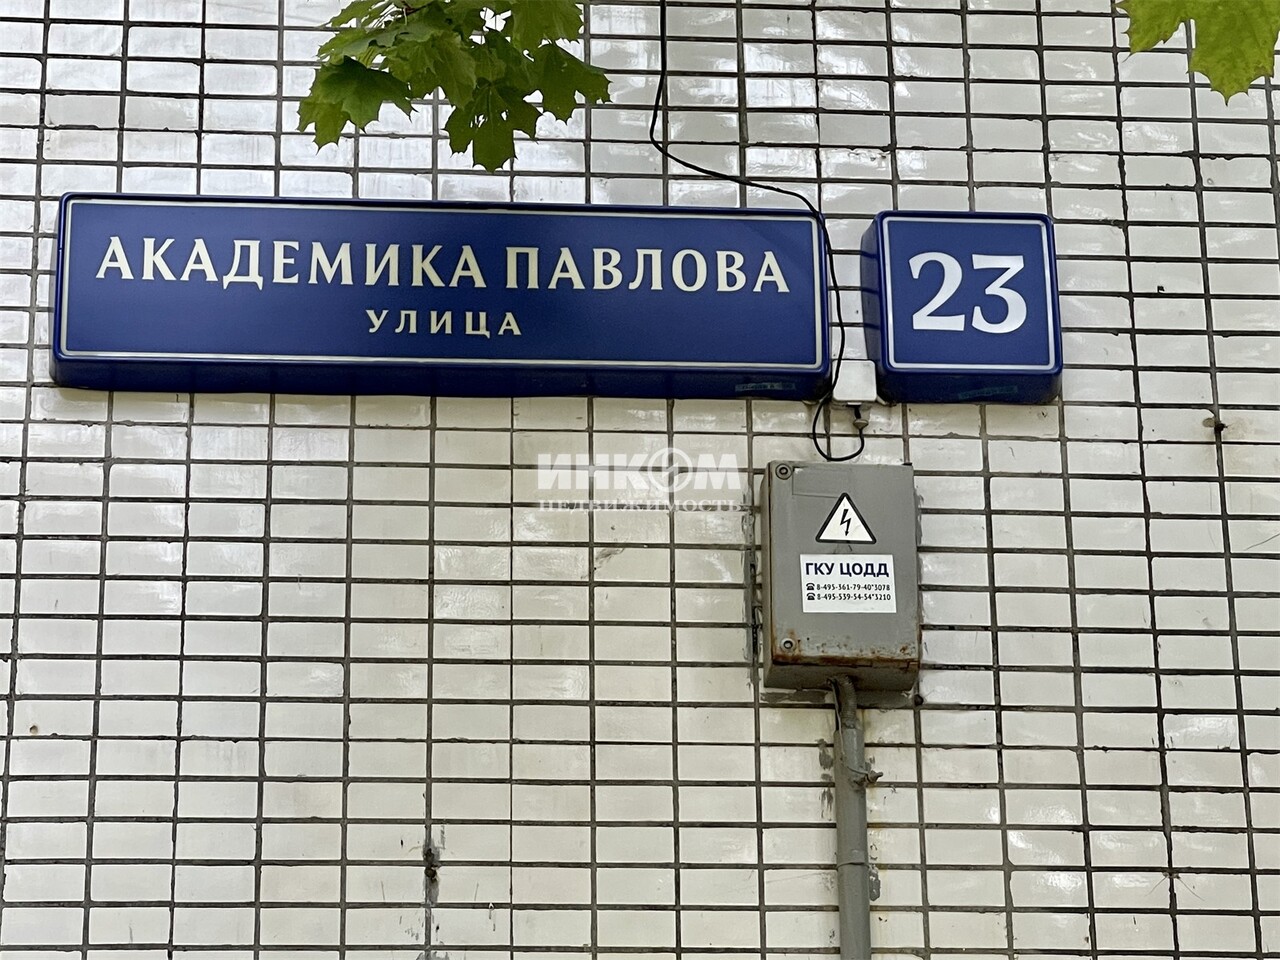 АКАДЕМИКА ПАВЛОВА
УЛИЦА
23
ИНКОМ
НЕДВИЖИМОСТЬ
ГКУ ЦОДД
☎ 8-495-361-79-40*3078
☎ 8-495-539-54-54*3210